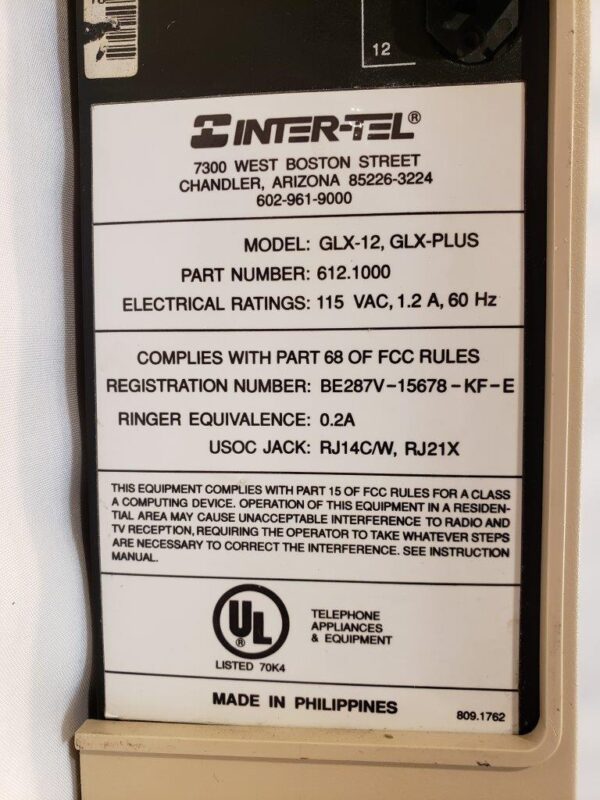 12
INTER-TEL®
7300 WEST BOSTON STREET
CHANDLER, ARIZONA 85226-3224
602-961-9000
MODEL: GLX-12, GLX-PLUS
PART NUMBER: 612.1000
ELECTRICAL RATINGS: 115 VAC, 1.2 A, 60 Hz
COMPLIES WITH PART 68 OF FCC RULES
REGISTRATION NUMBER: BE287V-15678-KF-E
RINGER EQUIVALENCE: 0.2A
USOC JACK: RJ14C/W, RJ21X
THIS EQUIPMENT COMPLIES WITH PART 15 OF FCC RULES FOR A CLASS
A COMPUTING DEVICE. OPERATION OF THIS EQUIPMENT IN A RESIDEN-
TIAL AREA MAY CAUSE UNACCEPTABLE INTERFERENCE TO RADIO AND
TV RECEPTION, REQUIRING THE OPERATOR TO TAKE WHATEVER STEPS
ARE NECESSARY TO CORRECT THE INTERFERENCE. SEE INSTRUCTION
MANUAL.
UL®
TELEPHONE
APPLIANCES
& EQUIPMENT
LISTED 70K4
MADE IN PHILIPPINES
809.1762